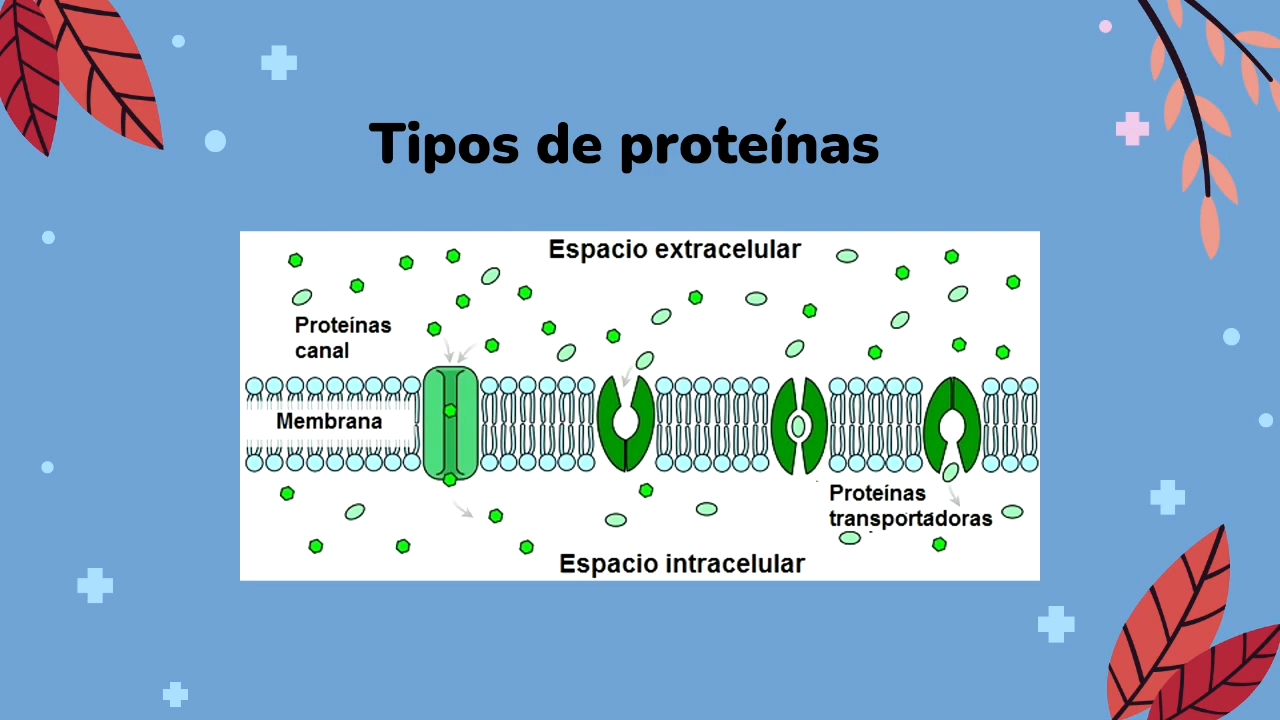 Tipos de proteínas
Espacio extracelular
Proteínas
canal
Membrana
Proteínas
transportadoras
Espacio intracelular